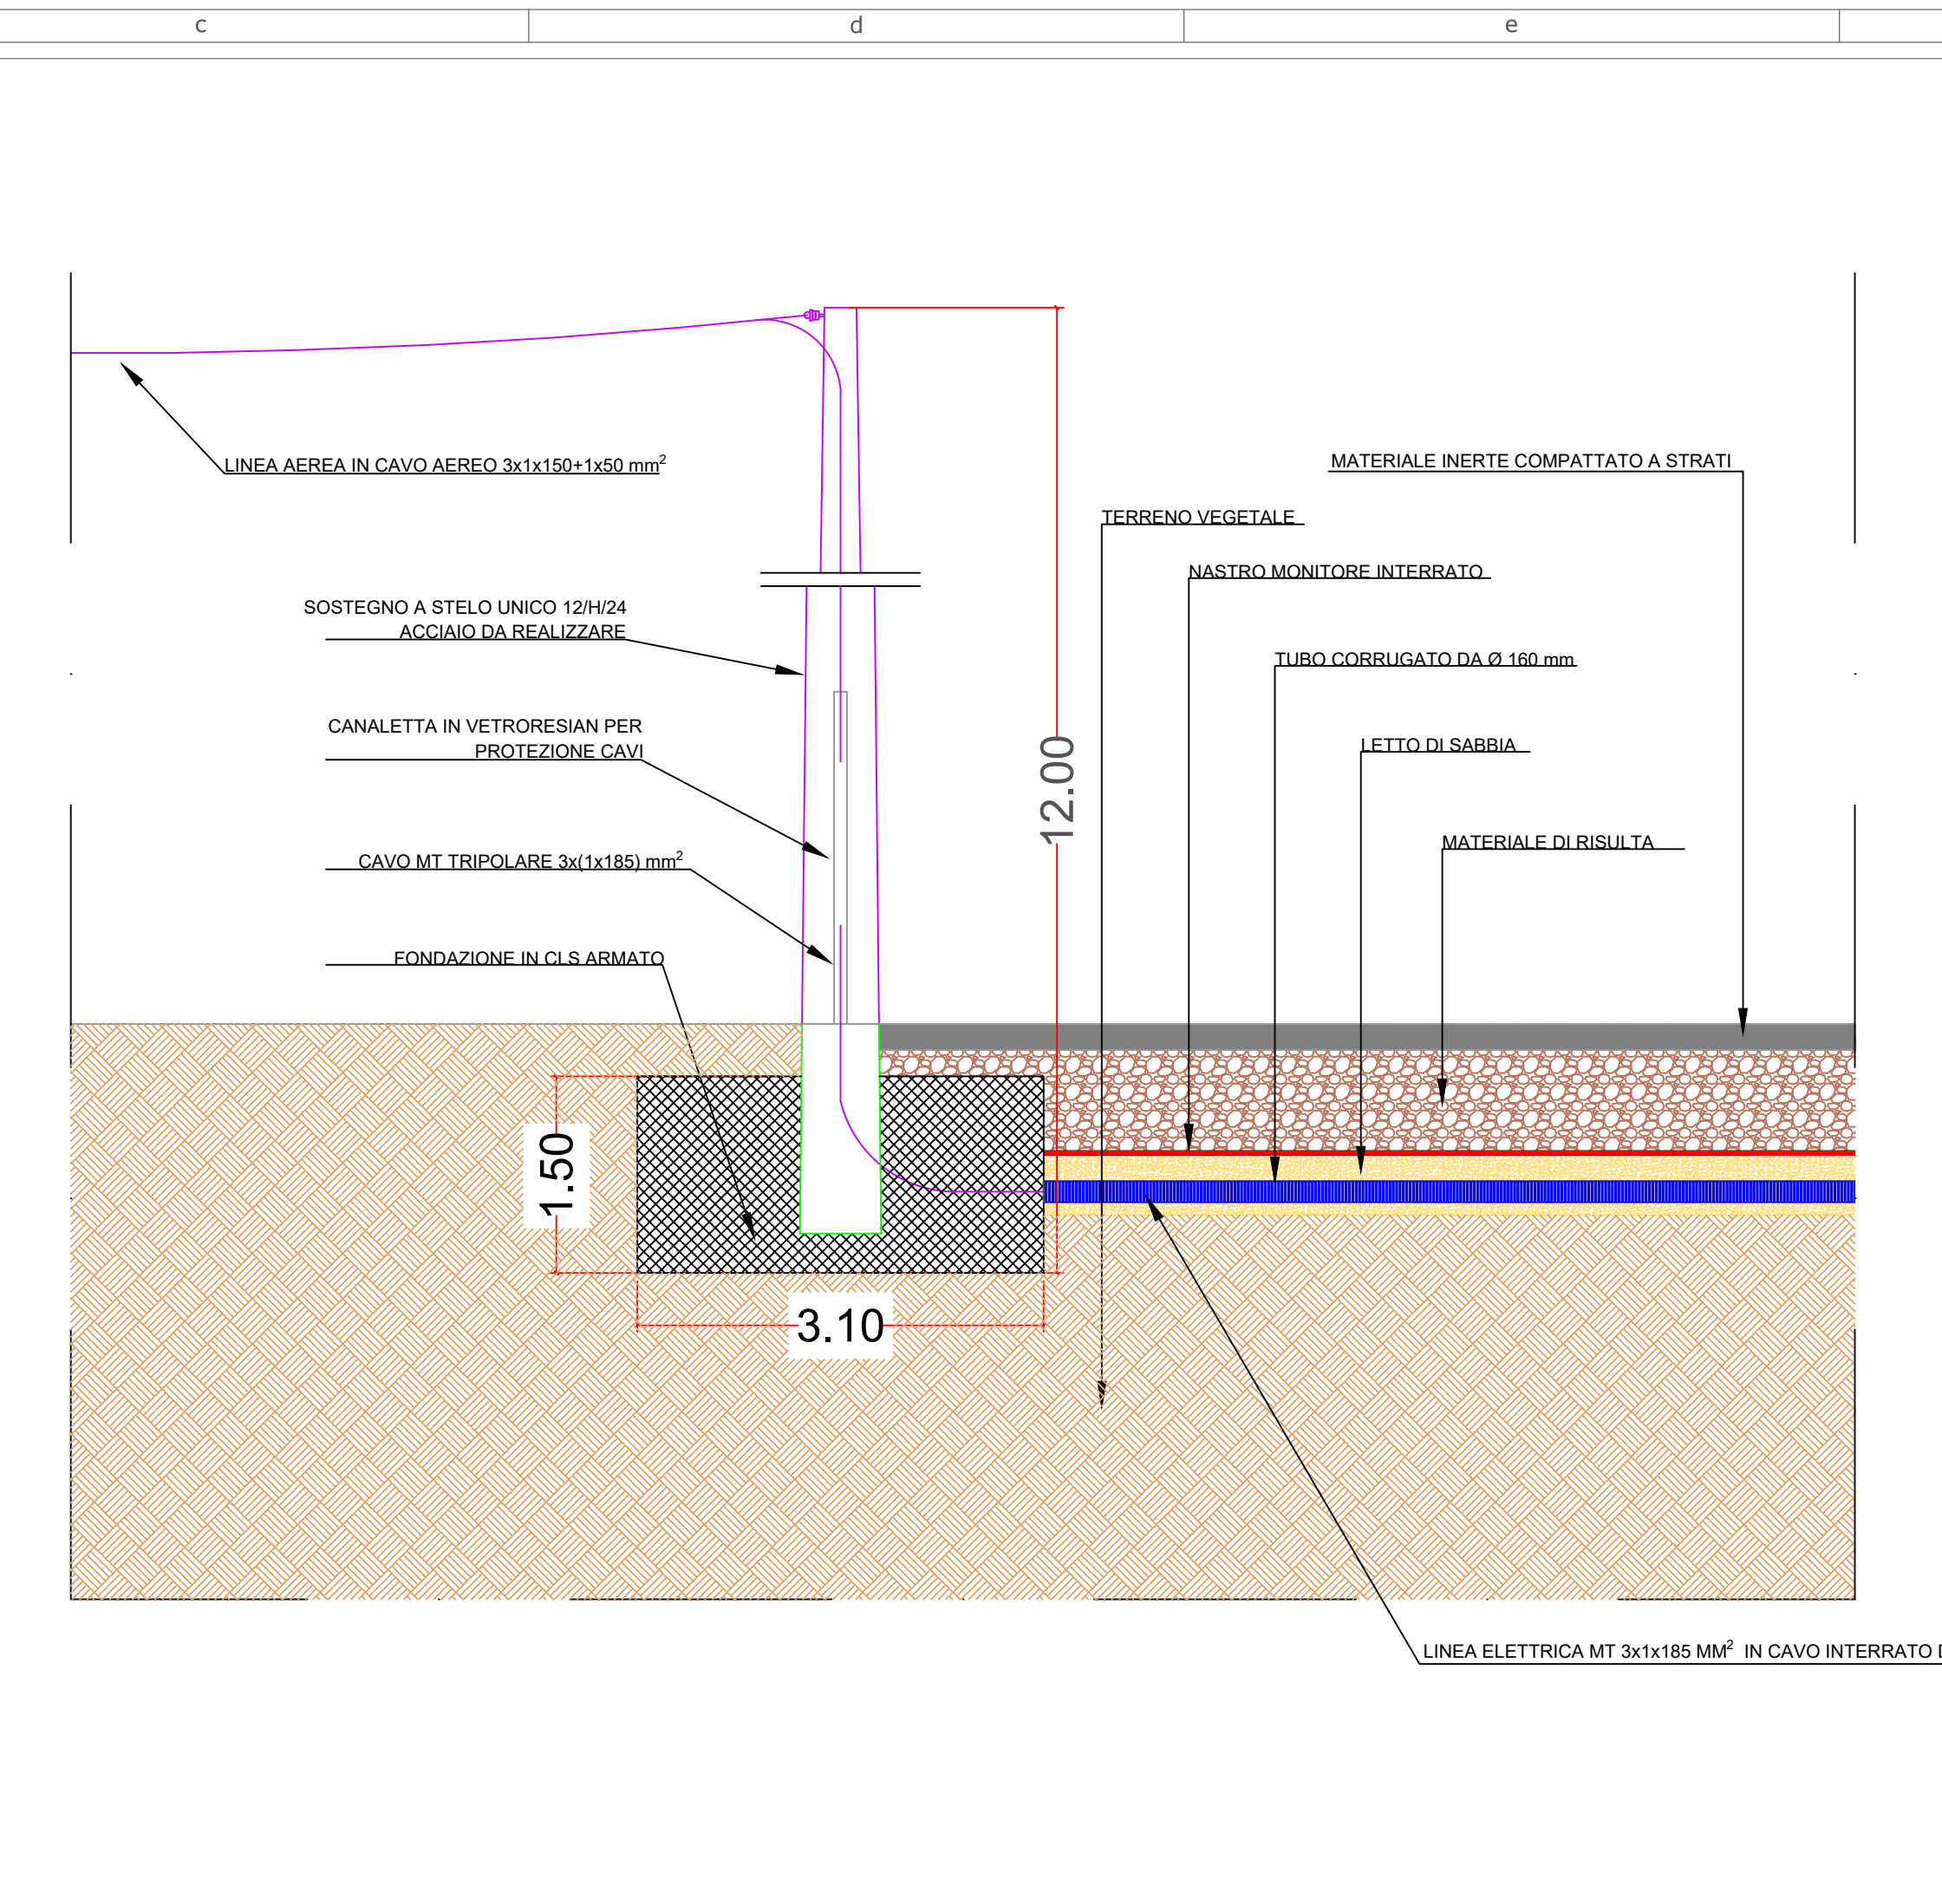 c
d
e
LINEA AEREA IN CAVO AEREO 3x1x150+1x50 mm²
MATERIALE INERTE COMPATTATO A STRATI
TERRENO VEGETALE
NASTRO MONITORE INTERRATO
SOSTEGNO A STELO UNICO 12/H/24
ACCIAIO DA REALIZZARE
TUBO CORRUGATO DA Ø 160 mm
CANALETTA IN VETRORESIAN PER
PROTEZIONE CAVI
LETTO DI SABBIA
12.00
MATERIALE DI RISULTA
CAVO MT TRIPOLARE 3x(1x185) mm²
FONDAZIONE IN CLS ARMATO
1.50
3.10
LINEA ELETTRICA MT 3x1x185 MM² IN CAVO INTERRATO